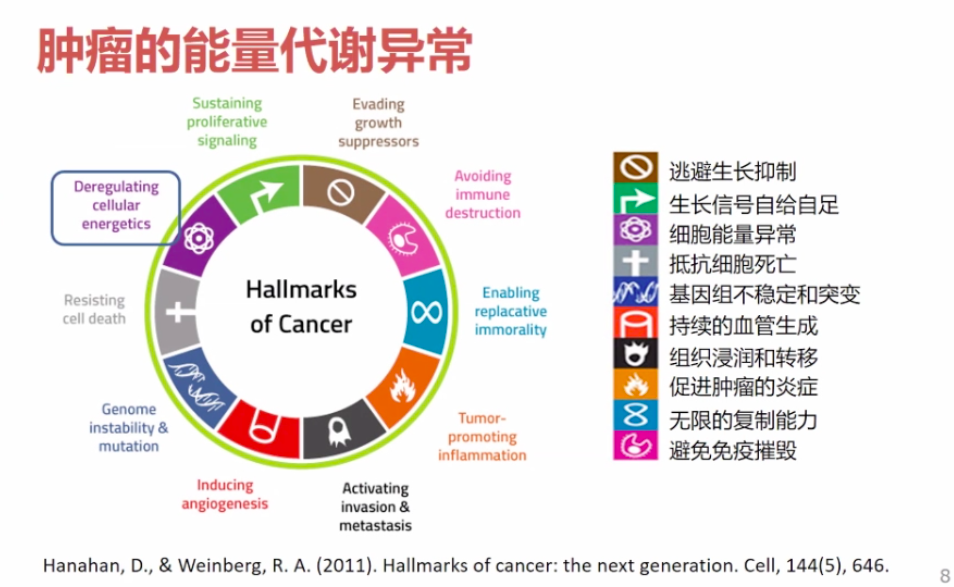 肿瘤的能量代谢异常
Sustaining
proliferative
signaling
Evading
growth
suppressors
Deregulating
cellular
energetics
Avoiding
immune
destruction
Resisting
cell death
Hallmarks
of Cancer
Enabling
replacative
immorality
Genome
instability &
mutation
Tumor-
promoting
inflammation
Inducing
angiogenesis
Activating
invasion &
metastasis
逃避生长抑制
生长信号自给自足
细胞能量异常
抵抗细胞死亡
基因组不稳定和突变
持续的血管生成
组织浸润和转移
促进肿瘤的炎症
无限的复制能力
避免免疫摧毁
Hanahan, D., & Weinberg, R. A. (2011). Hallmarks of cancer: the next generation. Cell, 144(5), 646.
8